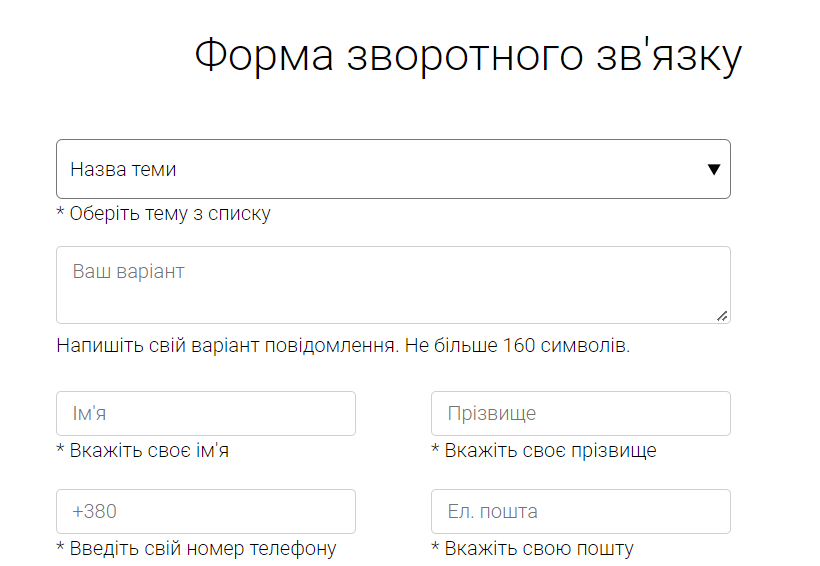 Форма зворотного зв'язку
Назва теми
* Оберіть тему з списку
Ваш варіант
Напишіть свій варіант повідомлення. Не більше 160 символів.
Ім'я
Прізвище
* Вкажіть своє ім'я
* Вкажіть своє прізвище
+380
Ел. пошта
* Введіть свій номер телефону
* Вкажіть свою пошту